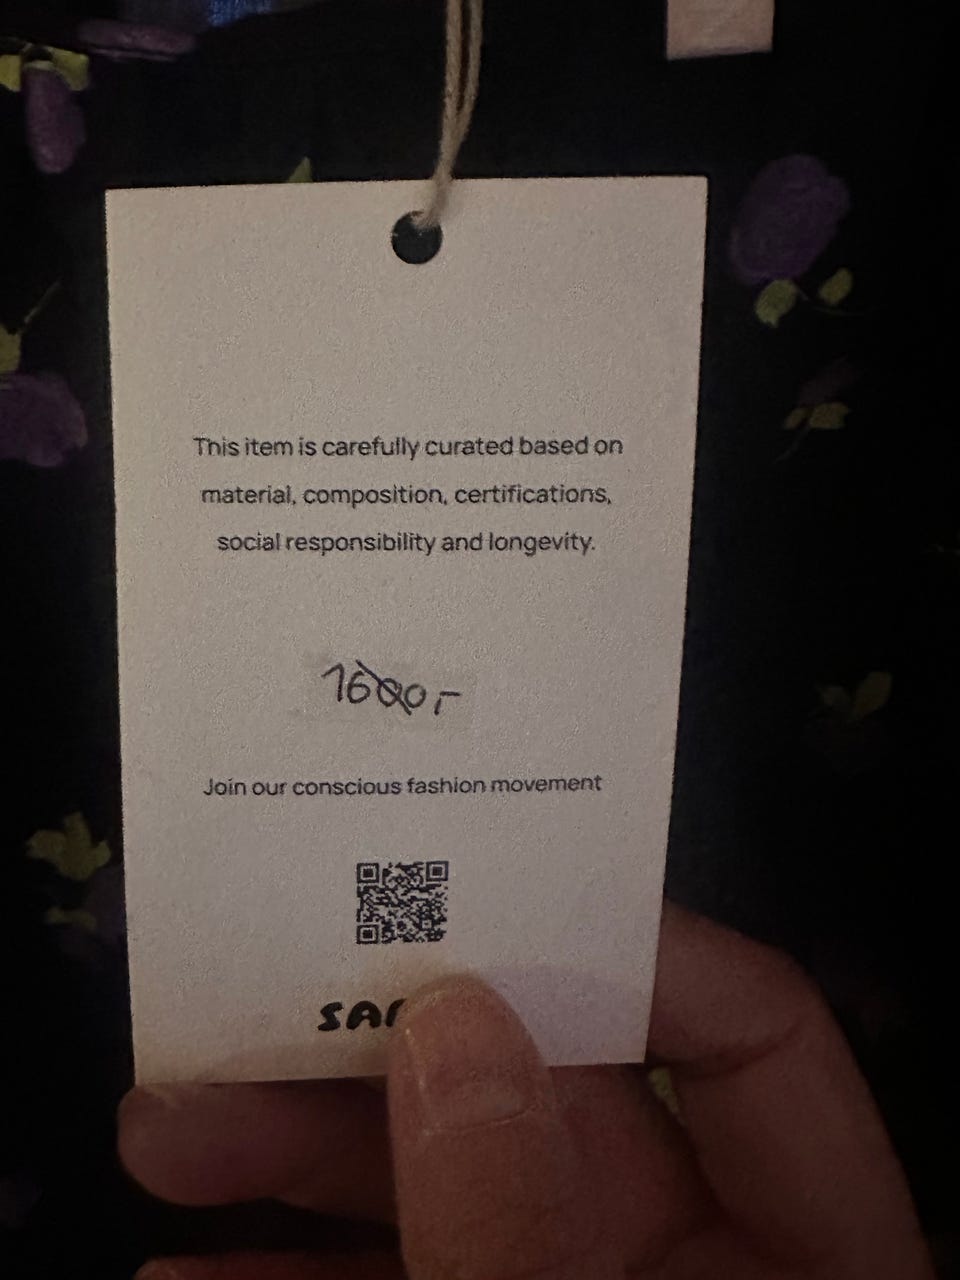 This item is carefully curated based on
material, composition, certifications,
social responsibility and longevity.
1600,-
Join our conscious fashion movement